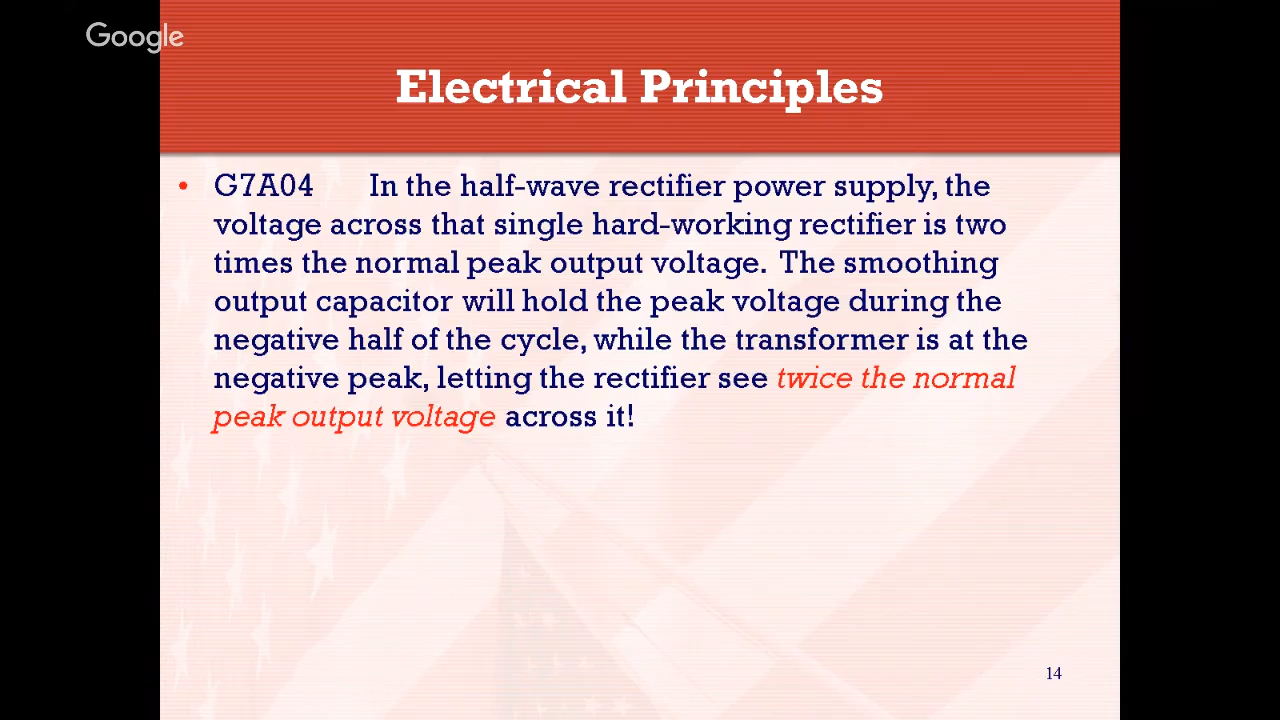 Google
Electrical Principles
• G7A04 In the half-wave rectifier power supply, the
voltage across that single hard-working rectifier is two
times the normal peak output voltage. The smoothing
output capacitor will hold the peak voltage during the
negative half of the cycle, while the transformer is at the
negative peak, letting the rectifier see twice the normal
peak output voltage across it!
14